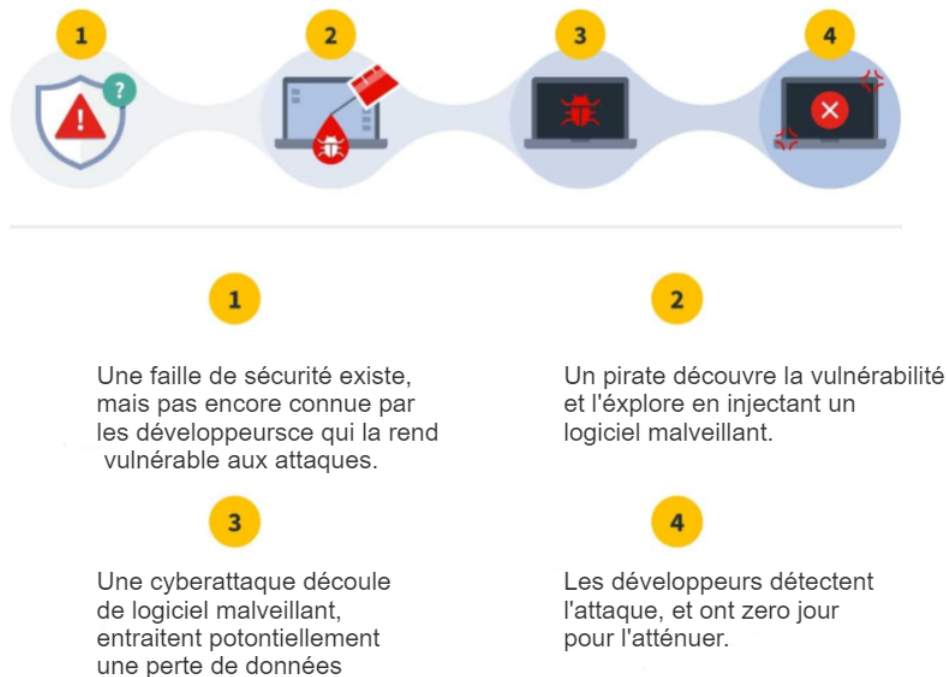 1 2 3 4
?
!
1
Une faille de sécurité existe,
mais pas encore connue par
les développeursce qui la rend
vulnérable aux attaques.
2
Un pirate découvre la vulnérabilité
et l'éxplore en injectant un
logiciel malveillant.
3
Une cyberattaque découle
de logiciel malveillant,
entraitent potontiellement
une perte de données
4
Les développeurs détectent
l'attaque, et ont zero jour
pour l'atténuer.